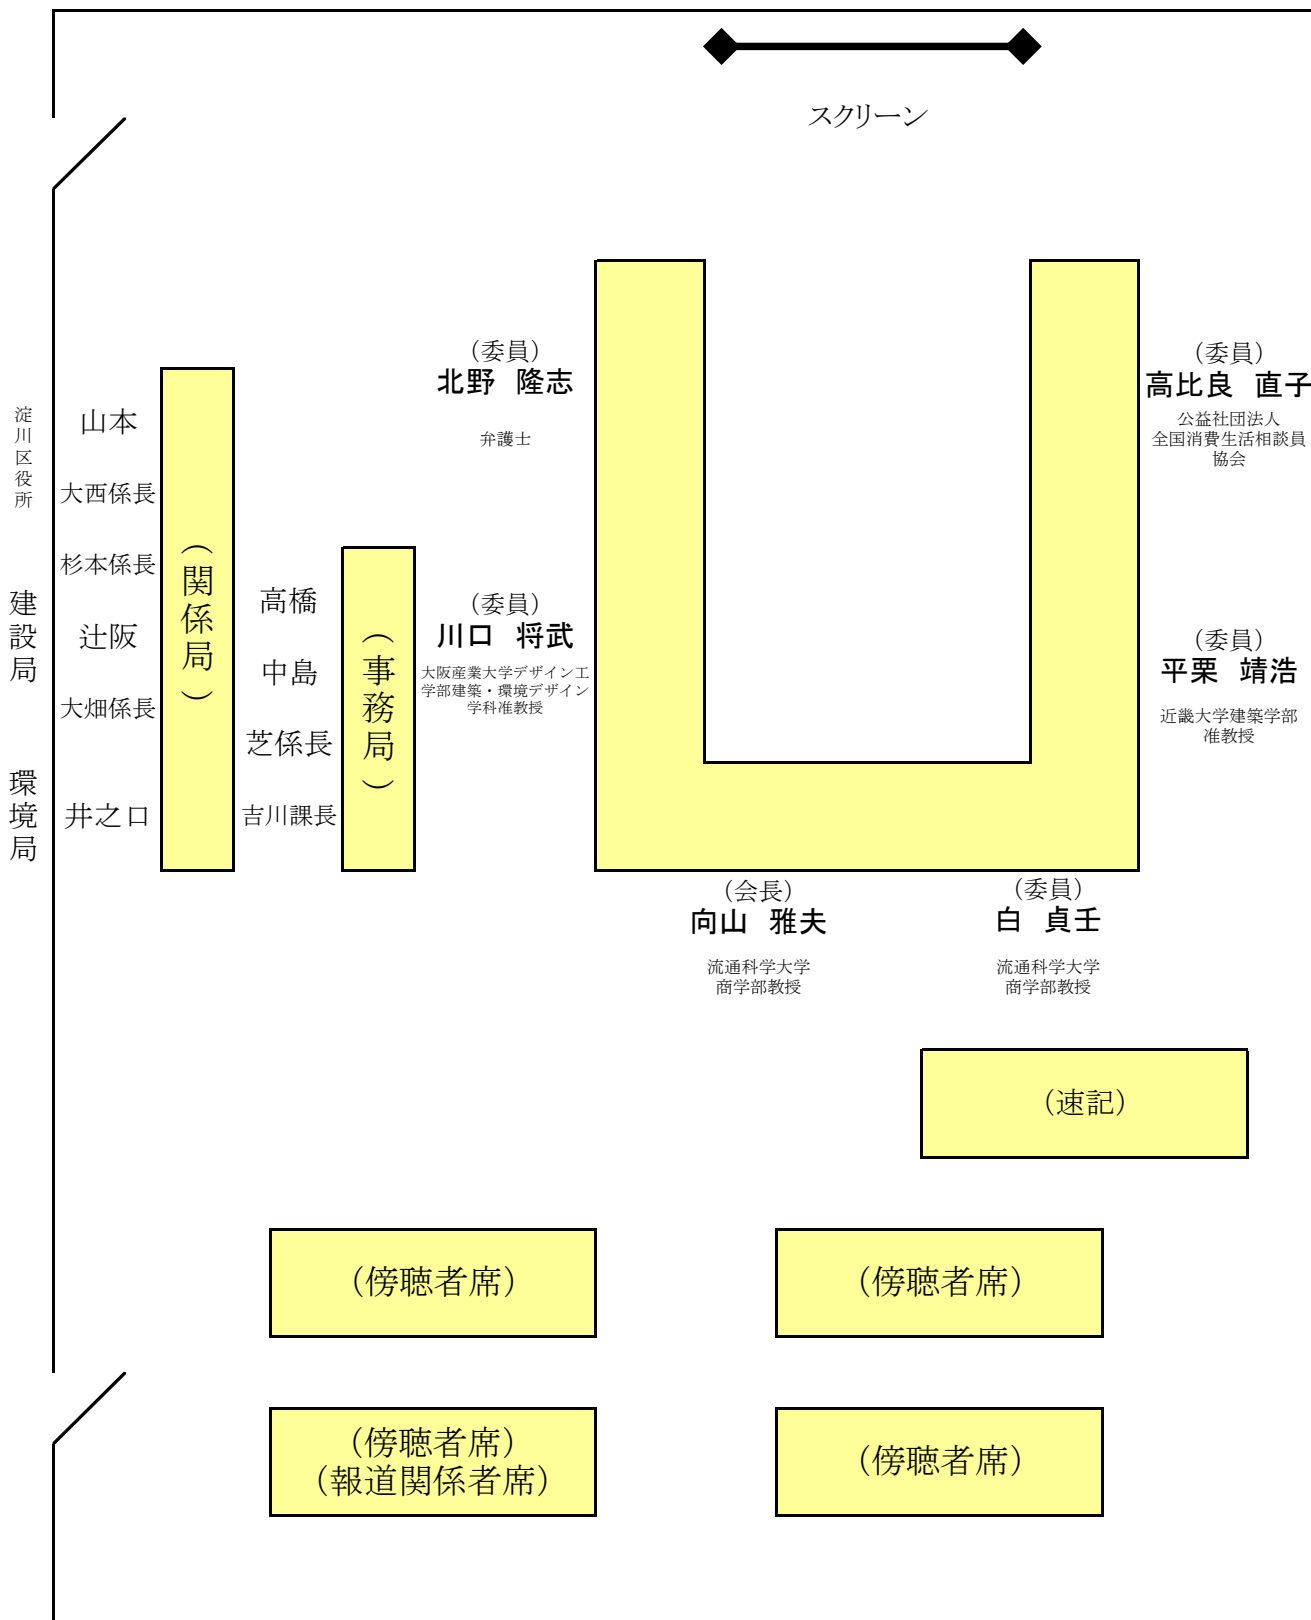 スクリーン
（委員）
北野 隆志
弁護士
（委員）
高比良 直子
公益社団法人
全国消費生活相談員
協会
淀川区役所
山本
大西係長
杉本係長
建設局
辻阪
大畑係長
環境局
井之口
（関係局）
高橋
中島
芝係長
吉川課長
（事務局）
（委員）
川口 将武
大阪産業大学デザイン工
学部建築・環境デザイン
学科准教授
（委員）
平栗 靖浩
近畿大学建築学部
准教授
（会長）
向山 雅夫
流通科学大学
商学部教授
（委員）
白 貞壬
流通科学大学
商学部教授
（速記）
（傍聴者席）
（傍聴者席）
（傍聴者席）
（報道関係者席）
（傍聴者席）